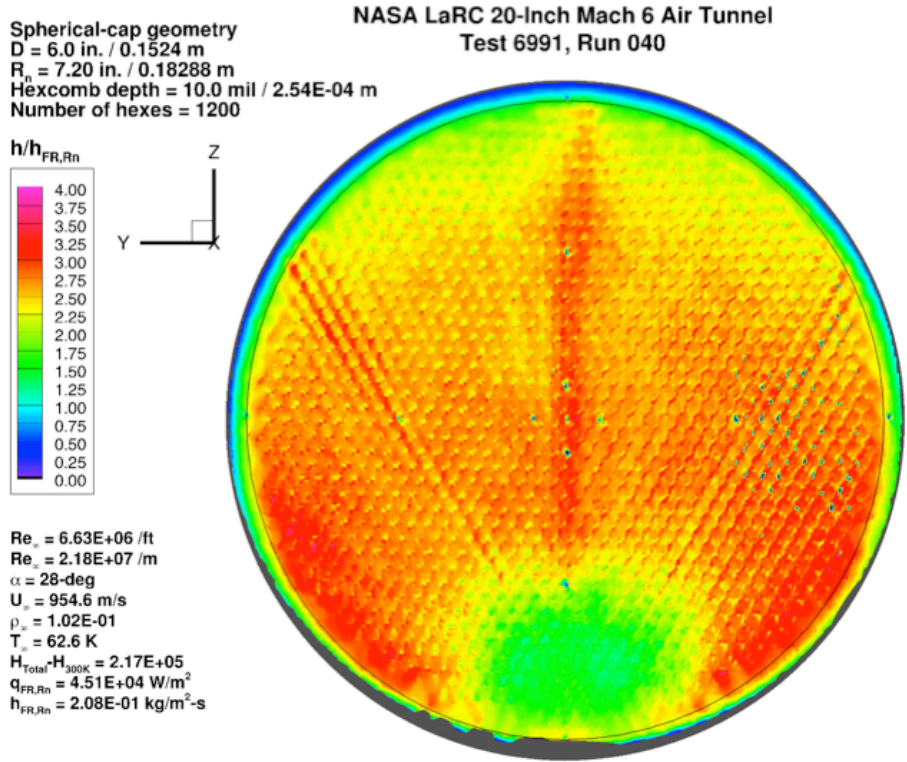 NASA LaRC 20-Inch Mach 6 Air Tunnel
Test 6991, Run 040
Spherical-cap geometry
D = 6.0 in. / 0.1524 m
Rₙ = 7.20 in. / 0.18288 m
Hexcomb depth = 10.0 mil / 2.54E-04 m
Number of hexes = 1200
h/h_FR,Rn
4.00
3.75
3.50
3.25
3.00
2.75
2.50
2.25
2.00
1.75
1.50
1.25
1.00
0.75
0.50
0.25
0.00
Z
Y
X
Re∞ = 6.63E+06 /ft
Re∞ = 2.18E+07 /m
α = 28-deg
U∞ = 954.6 m/s
ρ∞ = 1.02E-01
T∞ = 62.6 K
H_Total-H_300K = 2.17E+05
q_FR,Rn = 4.51E+04 W/m²
h_FR,Rn = 2.08E-01 kg/m²-s